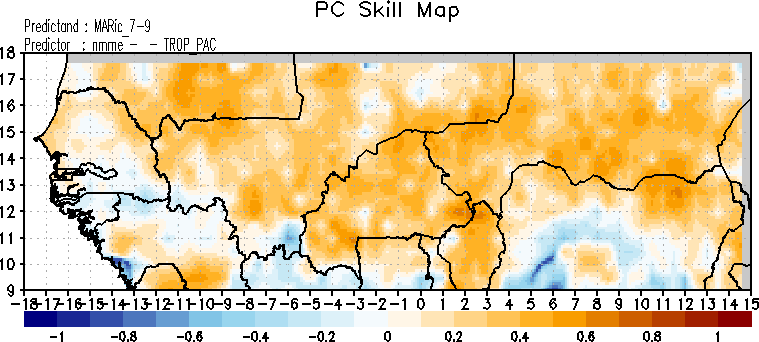 PC Skill Map
Predictand : MARic_7-9
Predictor : nmme - - TROP_PAC
18
17
16
15
14
13
12
11
10
9
-18 -17 -16 -15 -14 -13 -12 -11 -10 -9 -8 -7 -6 -5 -4 -3 -2 -1 0 1 2 3 4 5 6 7 8 9 10 11 12 13 14 15
-1 -0.8 -0.6 -0.4 -0.2 0 0.2 0.4 0.6 0.8 1